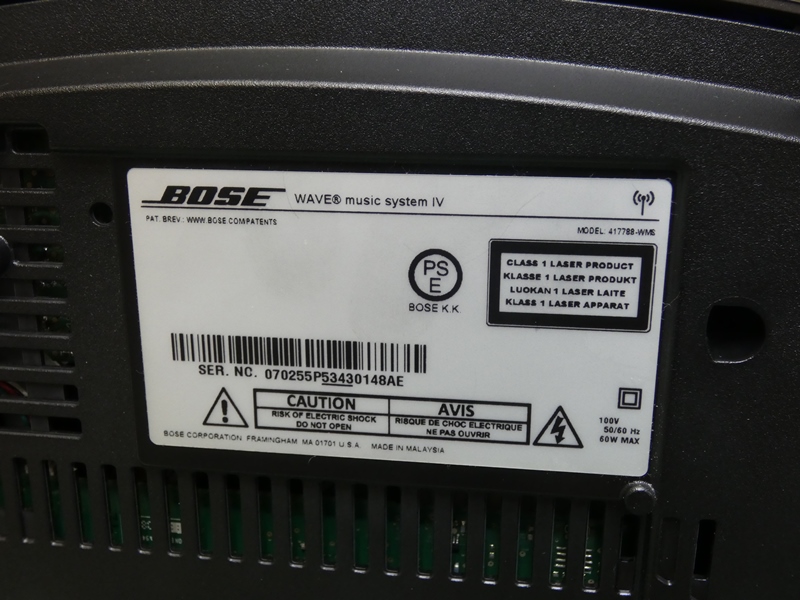 BOSE WAVE® music system IV
PAT. BREV.: WWW.BOSE.COM/PATENTS
MODEL: 417788-WMS
PS
E
BOSE K.K.
CLASS 1 LASER PRODUCT
KLASSE 1 LASER PRODUKT
LUOKAN 1 LASER LAITE
KLASS 1 LASER APPARAT
SER. NO. 070255P53430148AE
CAUTION
RISK OF ELECTRIC SHOCK
DO NOT OPEN
AVIS
RISQUE DE CHOC ELECTRIQUE
NE PAS OUVRIR
100V
50/60 Hz
60W MAX
BOSE CORPORATION FRAMINGHAM MA 01701 U.S.A. MADE IN MALAYSIA